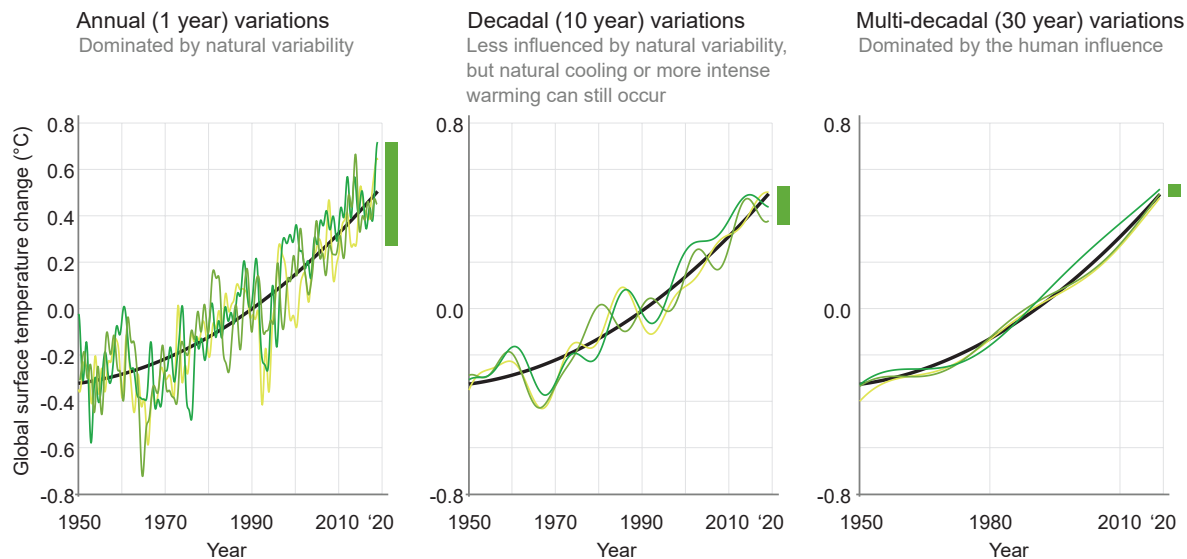 Annual (1 year) variations
Dominated by natural variability
Decadal (10 year) variations
Less influenced by natural variability,
but natural cooling or more intense
warming can still occur
Multi-decadal (30 year) variations
Dominated by the human influence
Global surface temperature change (°C)
0.8
0.6
0.4
0.2
0.0
-0.2
-0.4
-0.6
-0.8
1950 1970 1990 2010 ‘20
Year
0.8
0.0
-0.8
1950 1970 1990 2010 ‘20
Year
0.8
0.0
-0.8
1950 1980 2010 ‘20
Year